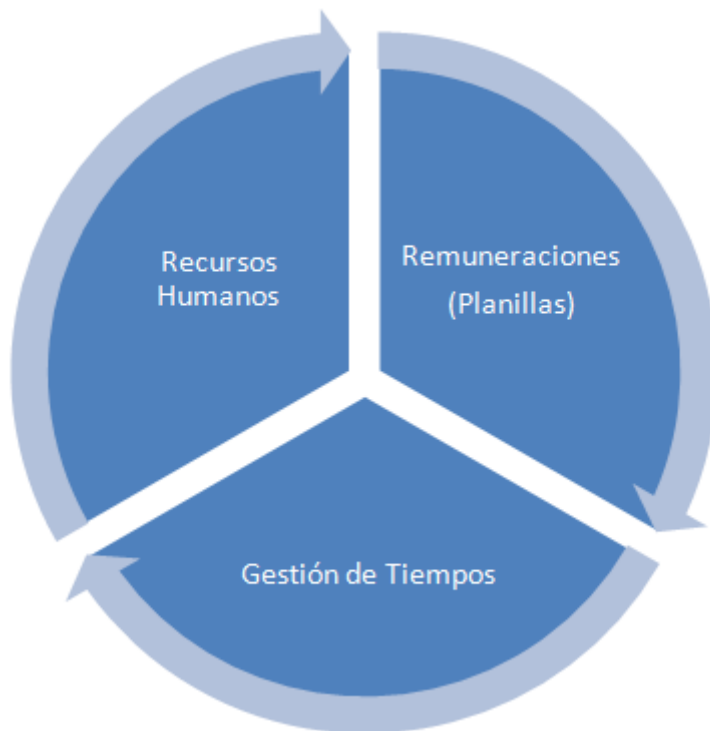 Recursos
Humanos
Remuneraciones
(Planillas)
Gestión de Tiempos